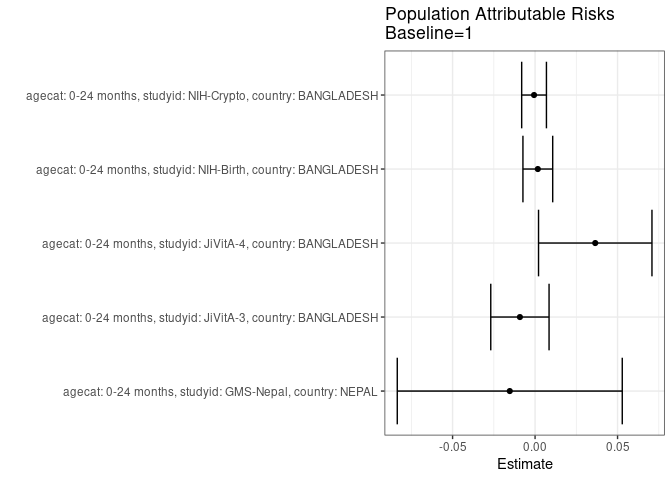 Population Attributable Risks
Baseline=1
agecat: 0-24 months, studyid: NIH-Crypto, country: BANGLADESH
agecat: 0-24 months, studyid: NIH-Birth, country: BANGLADESH
agecat: 0-24 months, studyid: JiVitA-4, country: BANGLADESH
agecat: 0-24 months, studyid: JiVitA-3, country: BANGLADESH
agecat: 0-24 months, studyid: GMS-Nepal, country: NEPAL
-0.05 0.00 0.05
Estimate